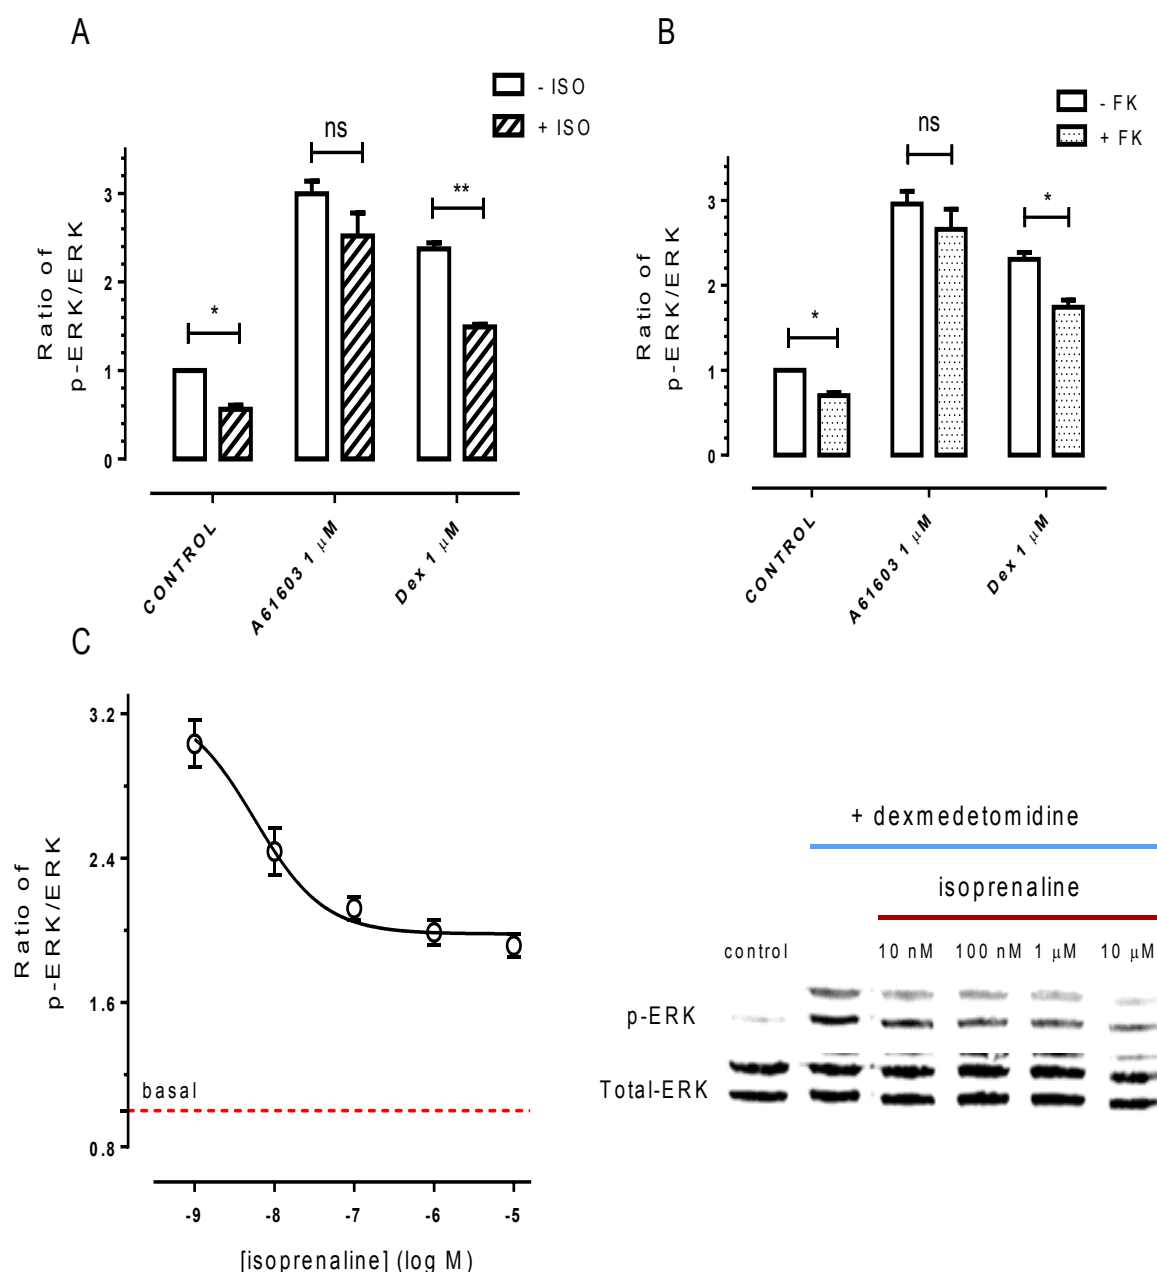 A
- ISO
+ ISO
ns
**
*
Ratio of
p-ERK/ERK
3
2
1
0
CONTROL
A61603 1 μM
Dex 1 μM
B
- FK
+ FK
ns
*
*
Ratio of
p-ERK/ERK
3
2
1
0
CONTROL
A61603 1 μM
Dex 1 μM
C
Ratio of
p-ERK/ERK
3.2
2.4
1.6
0.8
basal
-9 -8 -7 -6 -5
[isoprenaline] (log M)
+ dexmedetomidine
isoprenaline
control 10 nM 100 nM 1 μM 10 μM
p-ERK
Total-ERK